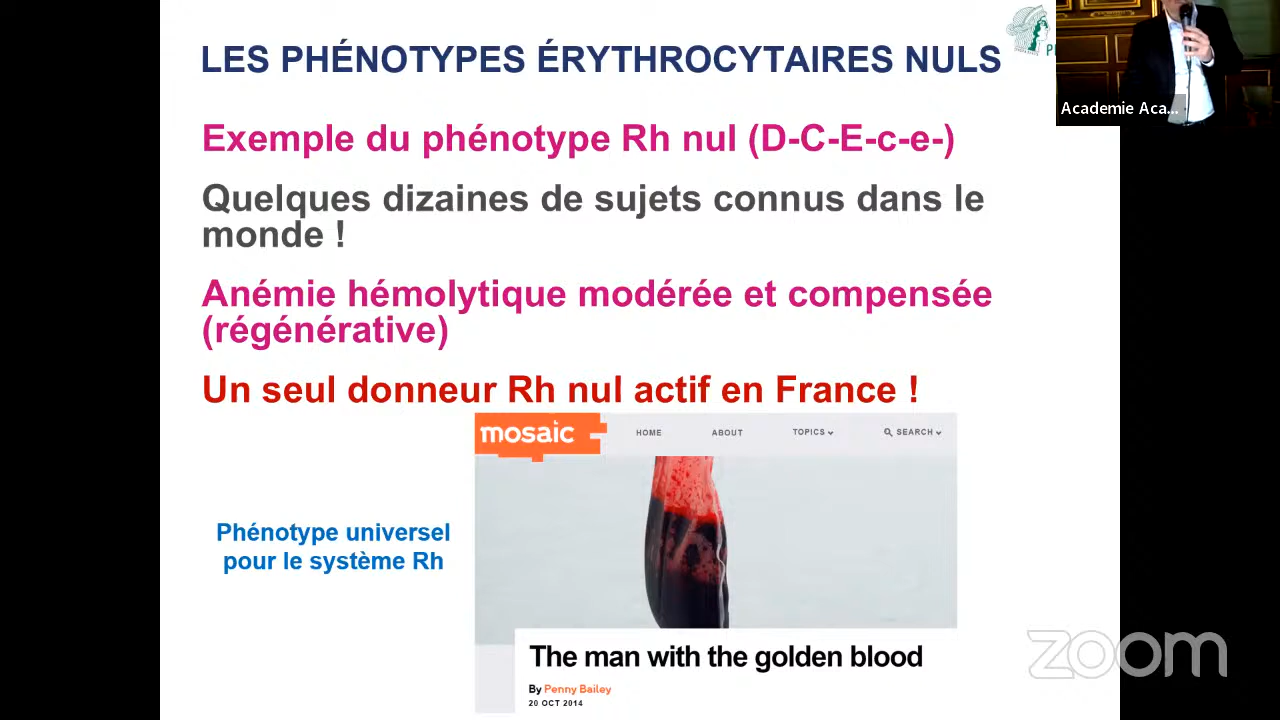 LES PHÉNOTYPES ÉRYTHROCYTAIRES NULS
Academie Aca...
Exemple du phénotype Rh nul (D-C-E-c-e-)
Quelques dizaines de sujets connus dans le
monde !
Anémie hémolytique modérée et compensée
(régénérative)
Un seul donneur Rh nul actif en France !
mosaic
HOME
ABOUT
TOPICS
SEARCH
Phénotype universel
pour le système Rh
The man with the golden blood
By Penny Bailey
20 OCT 2014
zoom